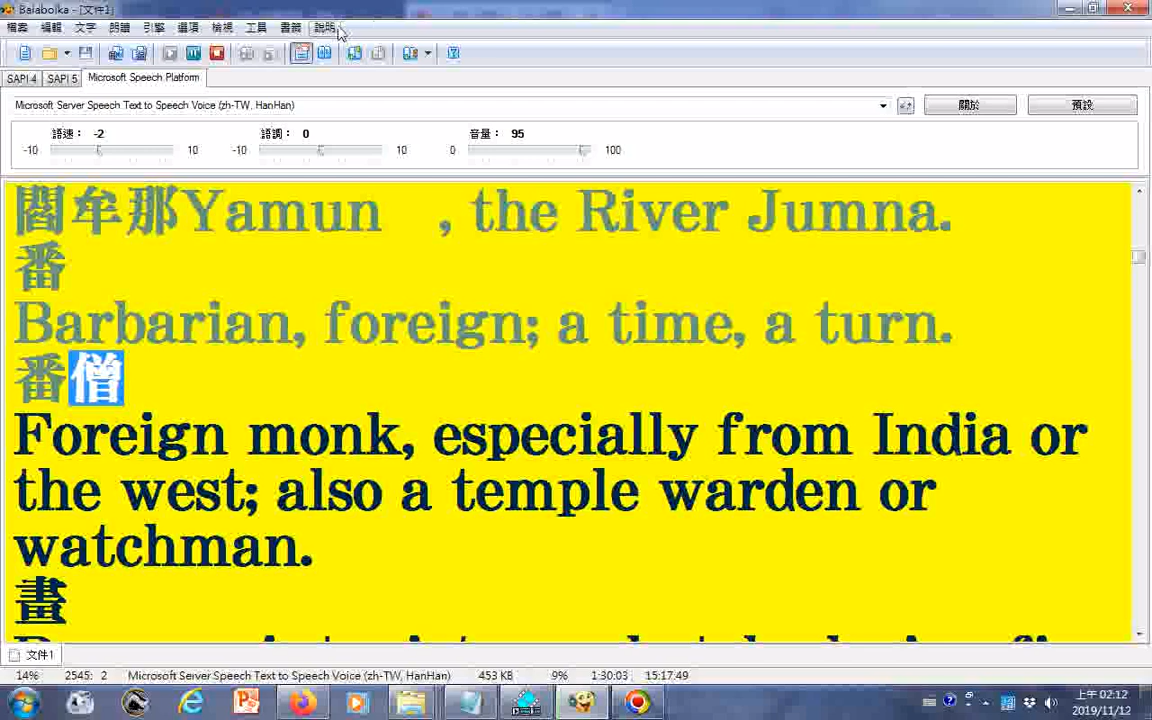 Balabolka - [文件1]
檔案 編輯 文字 朗讀 引擎 選項 檢視 工具 書籤 說明
SAPI 4 SAPI 5 Microsoft Speech Platform
Microsoft Server Speech Text to Speech Voice (zh-TW, HanHan) 關於 預設
語速： -2 語調： 0 音量： 95
-10 10 -10 10 0 100
閻牟那Yamun , the River Jumna.
番
Barbarian, foreign; a time, a turn.
番僧
Foreign monk, especially from India or
the west; also a temple warden or
watchman.
畫
文件1
14% 2545: 2 Microsoft Server Speech Text to Speech Voice (zh-TW, HanHan) 453 KB 9% 1:30:03 15:17:49
上午 02:12
2019/11/12